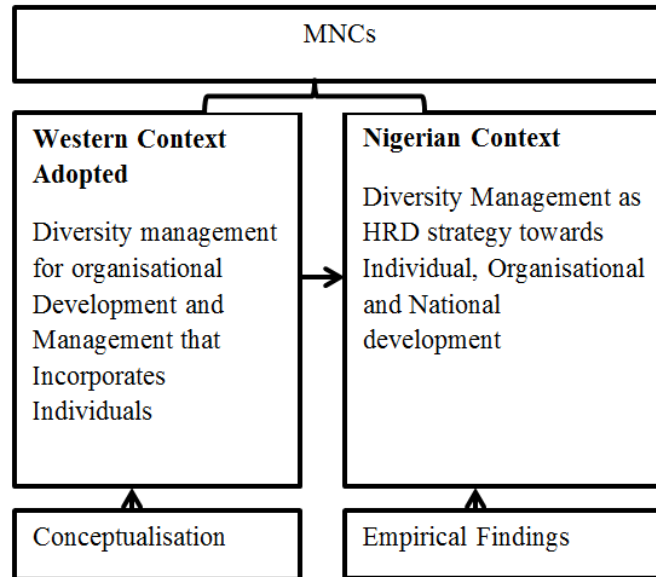 MNCs
Western Context
Adopted
Diversity management
for organisational
Development and
Management that
Incorporates
Individuals
Nigerian Context
Diversity Management as
HRD strategy towards
Individual, Organisational
and National
development
Conceptualisation
Empirical Findings